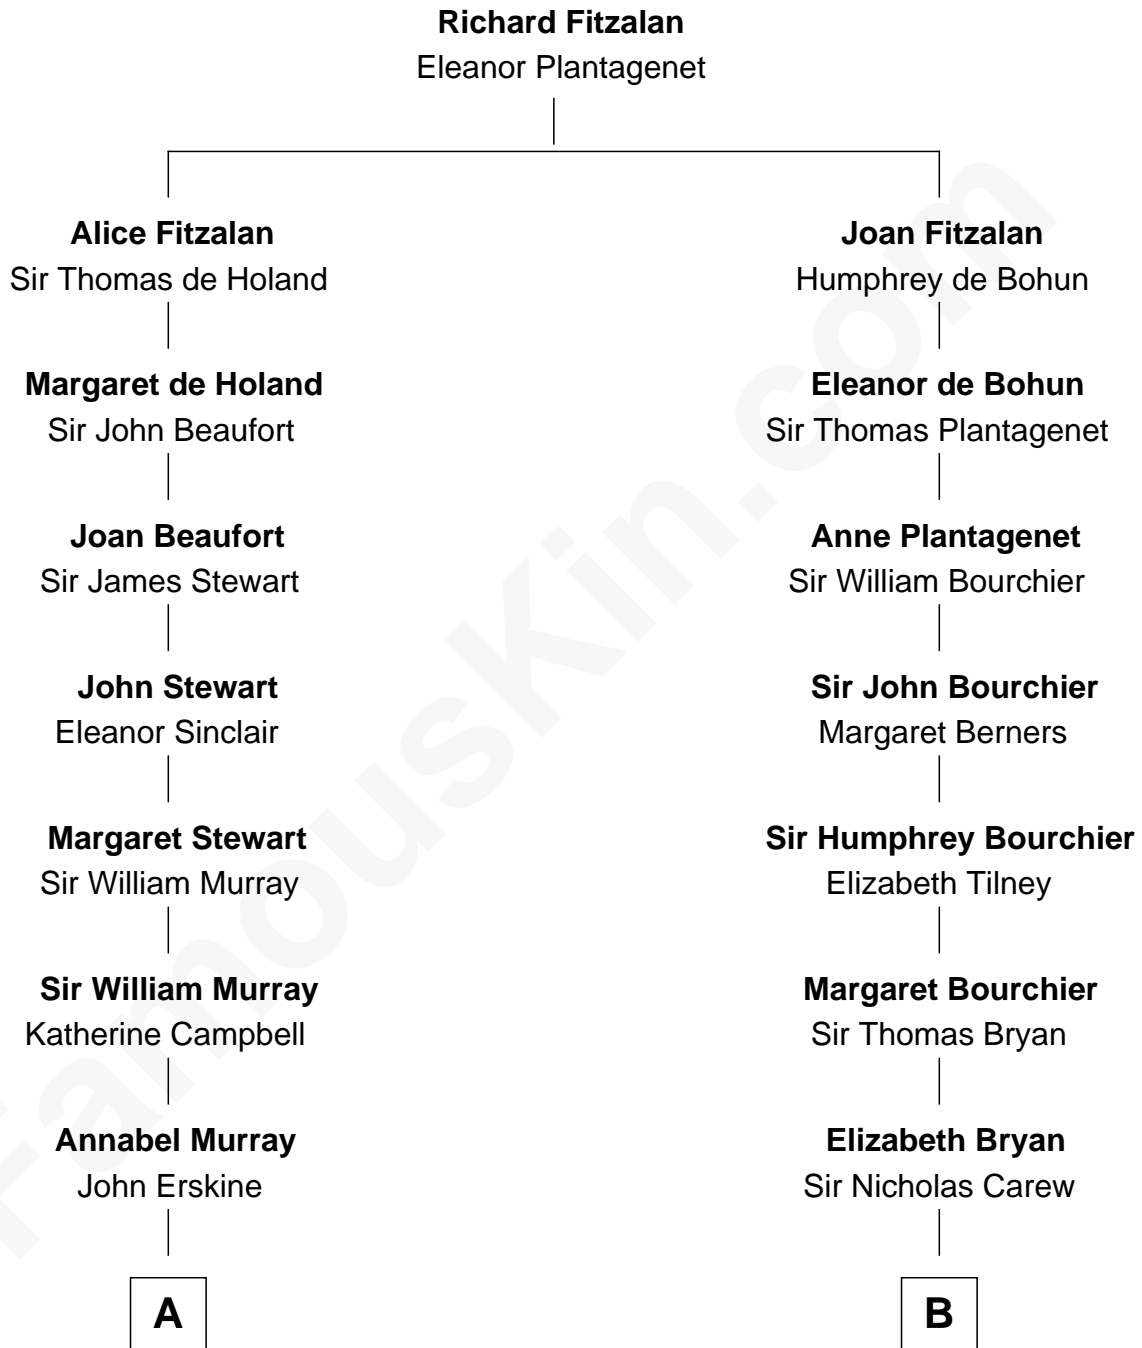 Richard Fitzalan
Eleanor Plantagenet
Alice Fitzalan
Sir Thomas de Holand
Joan Fitzalan
Humphrey de Bohun
Margaret de Holand
Sir John Beaufort
Eleanor de Bohun
Sir Thomas Plantagenet
Joan Beaufort
Sir James Stewart
Anne Plantagenet
Sir William Bourchier
John Stewart
Eleanor Sinclair
Sir John Bourchier
Margaret Berners
Margaret Stewart
Sir William Murray
Sir Humphrey Bourchier
Elizabeth Tilney
Sir William Murray
Katherine Campbell
Margaret Bourchier
Sir Thomas Bryan
Annabel Murray
John Erskine
Elizabeth Bryan
Sir Nicholas Carew
A
B
FamousKin.com